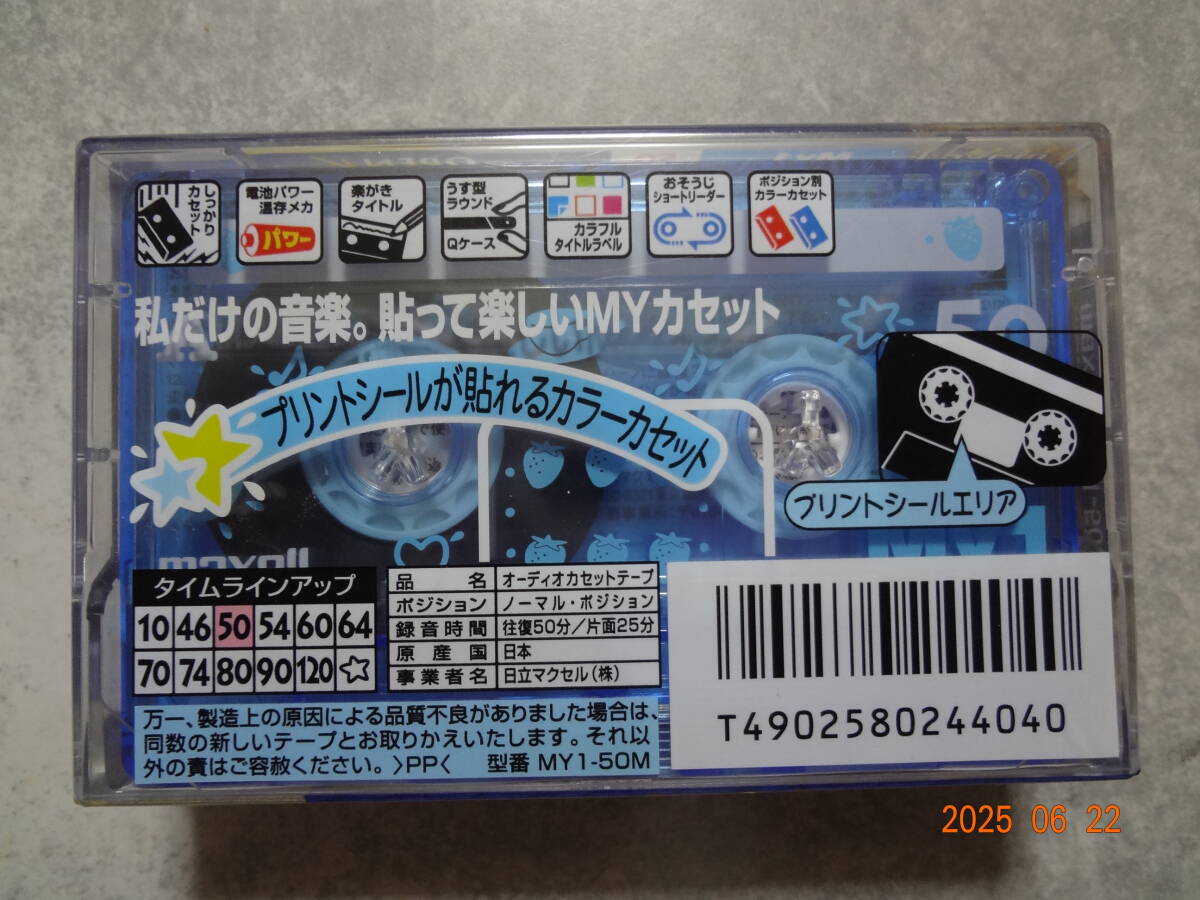 しっかり
カセット
電池パワー
温存メカ
パワー
楽がき
タイトル
うす型
ラウンド
Qケース
カラフル
タイトルラベル
おそうじ
ショートリーダー
ポジション別
カラーカセット
私だけの音楽。貼って楽しいMYカセット
50
プリントシールが貼れるカラーカセット
プリントシールエリア
maxell
タイムラインアップ
10 46 50 54 60 64
70 74 80 90 120 ☆
品名 オーディオカセットテープ
ポジション ノーマル・ポジション
録音時間 往復50分/片面25分
原産国 日本
事業者名 日立マクセル(株)
万一、製造上の原因による品質不良がありました場合は、
同数の新しいテープとお取りかえいたします。それ以
外の責はご容赦ください。 〉PP〈 型番 MY1-50M
T4902580244040
2025 06 22